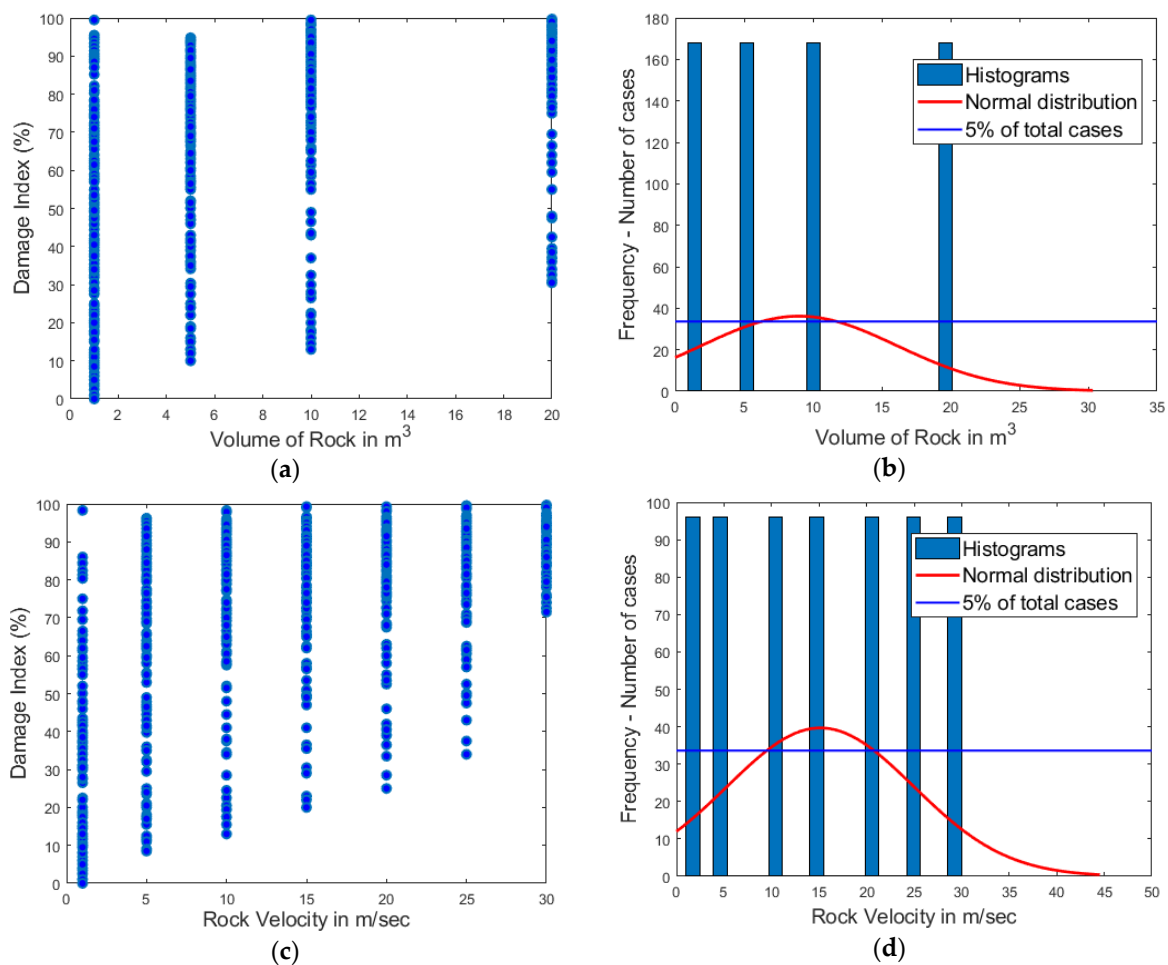 100
90
80
70
60
50
40
30
20
10
0
Damage Index (%)
0 2 4 6 8 10 12 14 16 18 20
Volume of Rock in m³
(a)
180
160
140
120
100
80
60
40
20
0
Frequency - Number of cases
Histograms
Normal distribution
5% of total cases
0 5 10 15 20 25 30 35
Volume of Rock in m³
(b)
100
90
80
70
60
50
40
30
20
10
0
Damage Index (%)
0 5 10 15 20 25 30
Rock Velocity in m/sec
(c)
100
90
80
70
60
50
40
30
20
10
0
Frequency - Number of cases
Histograms
Normal distribution
5% of total cases
0 5 10 15 20 25 30 35 40 45 50
Rock Velocity in m/sec
(d)